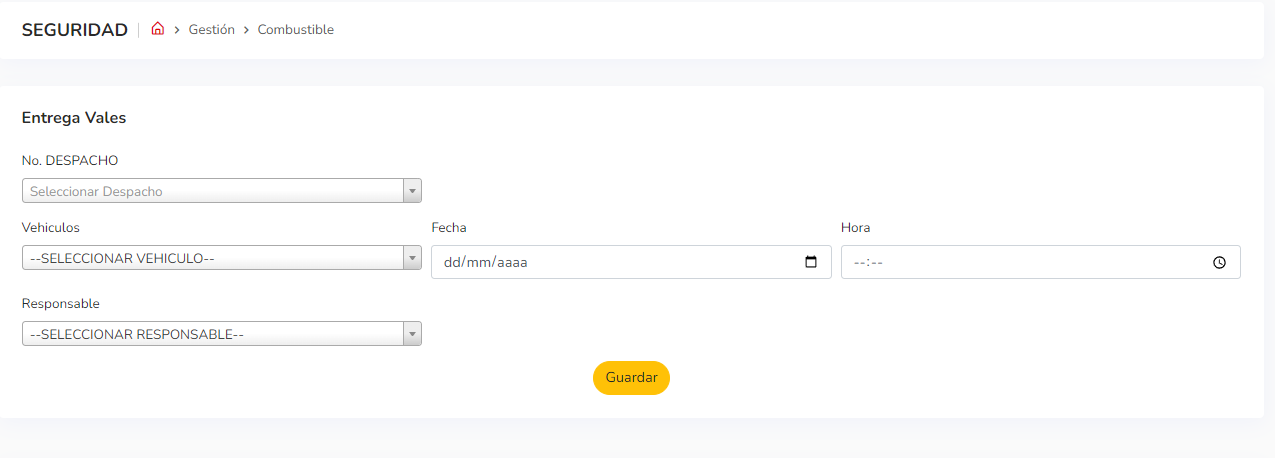 SEGURIDAD > Gestión > Combustible
Entrega Vales
No. DESPACHO
Seleccionar Despacho
Vehiculos Fecha Hora
--SELECCIONAR VEHICULO-- dd/mm/aaaa --:--
Responsable
--SELECCIONAR RESPONSABLE--
Guardar